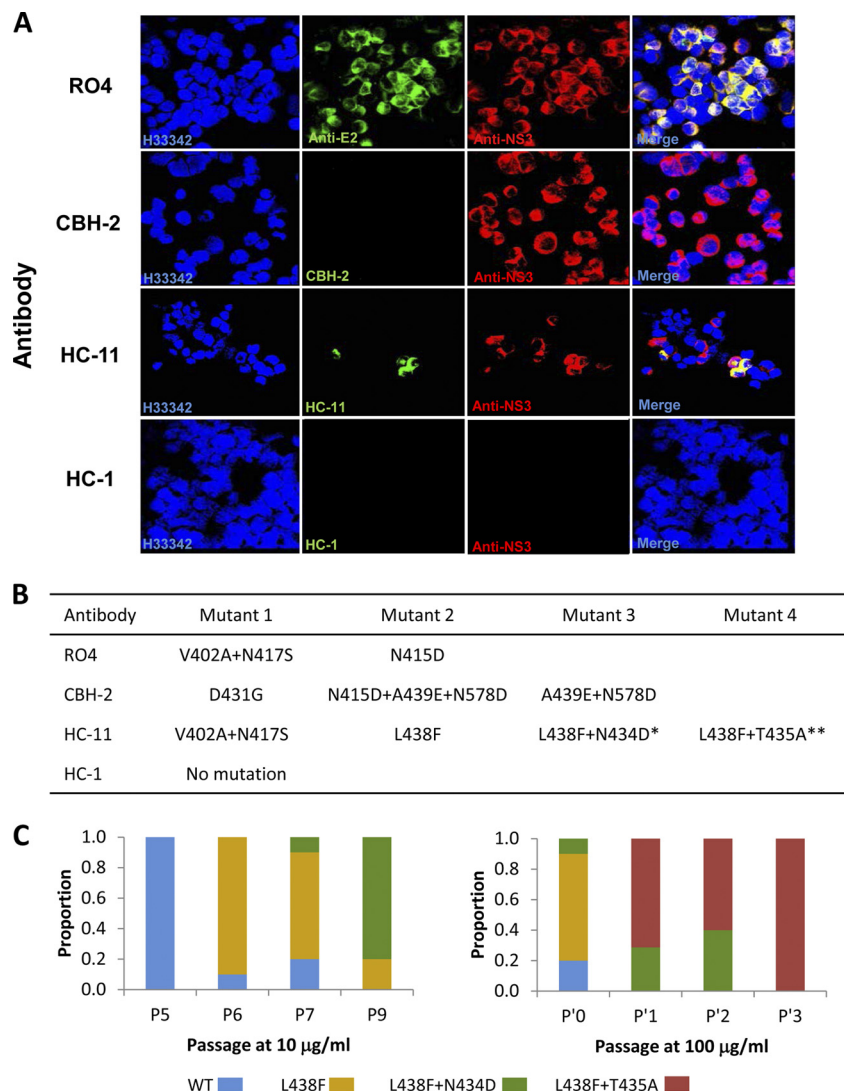 A
Antibody
RO4
H33342
Anti-E2
Anti-NS3
Merge
CBH-2
H33342
CBH-2
Anti-NS3
Merge
HC-11
H33342
HC-11
Anti-NS3
Merge
HC-1
H33342
HC-1
Anti-NS3
Merge
B
Antibody Mutant 1 Mutant 2 Mutant 3 Mutant 4
RO4 V402A+N417S N415D
CBH-2 D431G N415D+A439E+N578D A439E+N578D
HC-11 V402A+N417S L438F L438F+N434D* L438F+T435A**
HC-1 No mutation
C
Proportion
1.0
0.8
0.6
0.4
0.2
0.0
P5 P6 P7 P9
Passage at 10 μg/ml
Proportion
1.0
0.8
0.6
0.4
0.2
0.0
P'0 P'1 P'2 P'3
Passage at 100 μg/ml
WT L438F L438F+N434D L438F+T435A